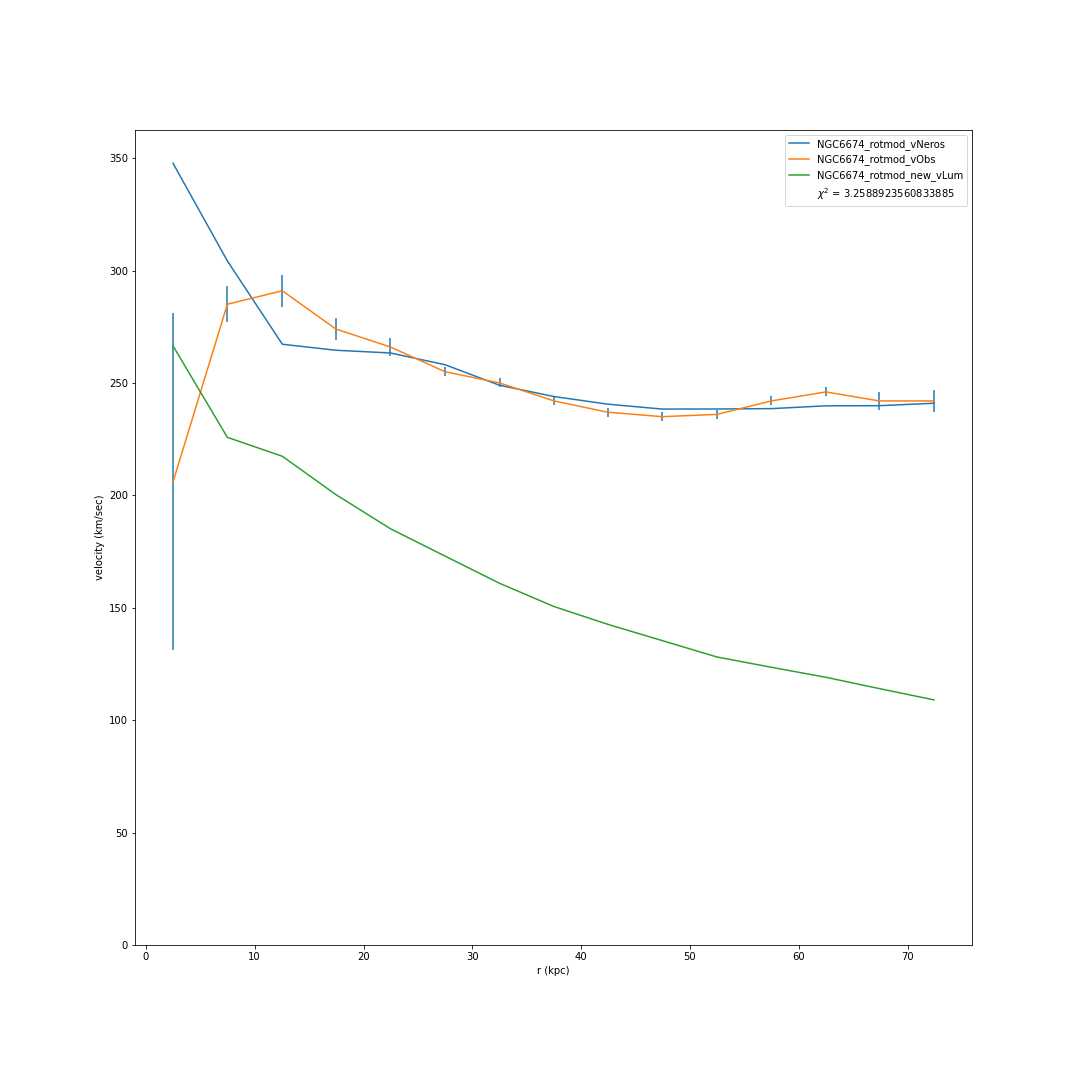 NGC6674_rotmod_vNeros
NGC6674_rotmod_vObs
NGC6674_rotmod_new_vLum
χ² = 3.2588923560833885
350
300
250
200
150
100
50
0
velocity (km/sec)
0 10 20 30 40 50 60 70
r (kpc)